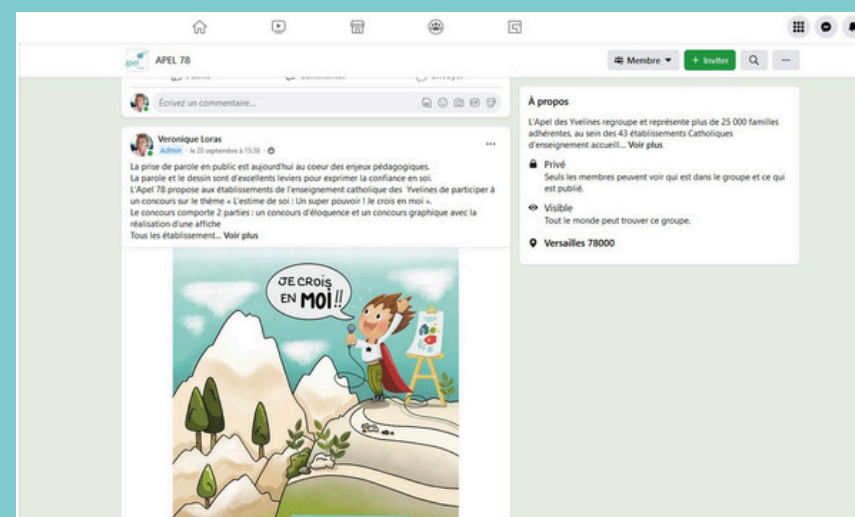 apel
APEL 78
Membre
+ Inviter
J'aime
Commenter
Envoyer
Écrivez un commentaire...
Veronique Loras
Admin · le 20 septembre à 15:38 ·
La prise de parole en public est aujourd'hui au coeur des enjeux pédagogiques.
La parole et le dessin sont d'excellents leviers pour exprimer la confiance en soi.
L'Apel 78 propose aux établissements de l'enseignement catholique des Yvelines de participer à
un concours sur le thème « L'estime de soi : Un super pouvoir ! Je crois en moi ».
Le concours comporte 2 parties : un concours d'éloquence et un concours graphique avec la
réalisation d'une affiche
Tous les établissement... Voir plus
JE CROIS
EN MOI!!
À propos
L'Apel des Yvelines regroupe et représente plus de 25 000 familles
adhérentes, au sein des 43 établissements Catholiques
d'enseignement accueill... Voir plus
Privé
Seuls les membres peuvent voir qui est dans le groupe et ce qui
est publié.
Visible
Tout le monde peut trouver ce groupe.
Versailles 78000